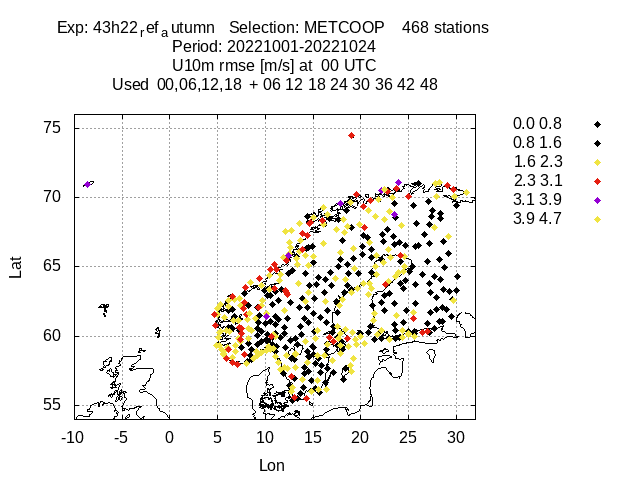 Exp: 43h22refautumn Selection: METCOOP 468 stations
Period: 20221001-20221024
U10m rmse [m/s] at 00 UTC
Used 00,06,12,18 + 06 12 18 24 30 36 42 48
75
70
65
60
55
Lat
-10 -5 0 5 10 15 20 25 30
Lon
0.0 0.8
0.8 1.6
1.6 2.3
2.3 3.1
3.1 3.9
3.9 4.7